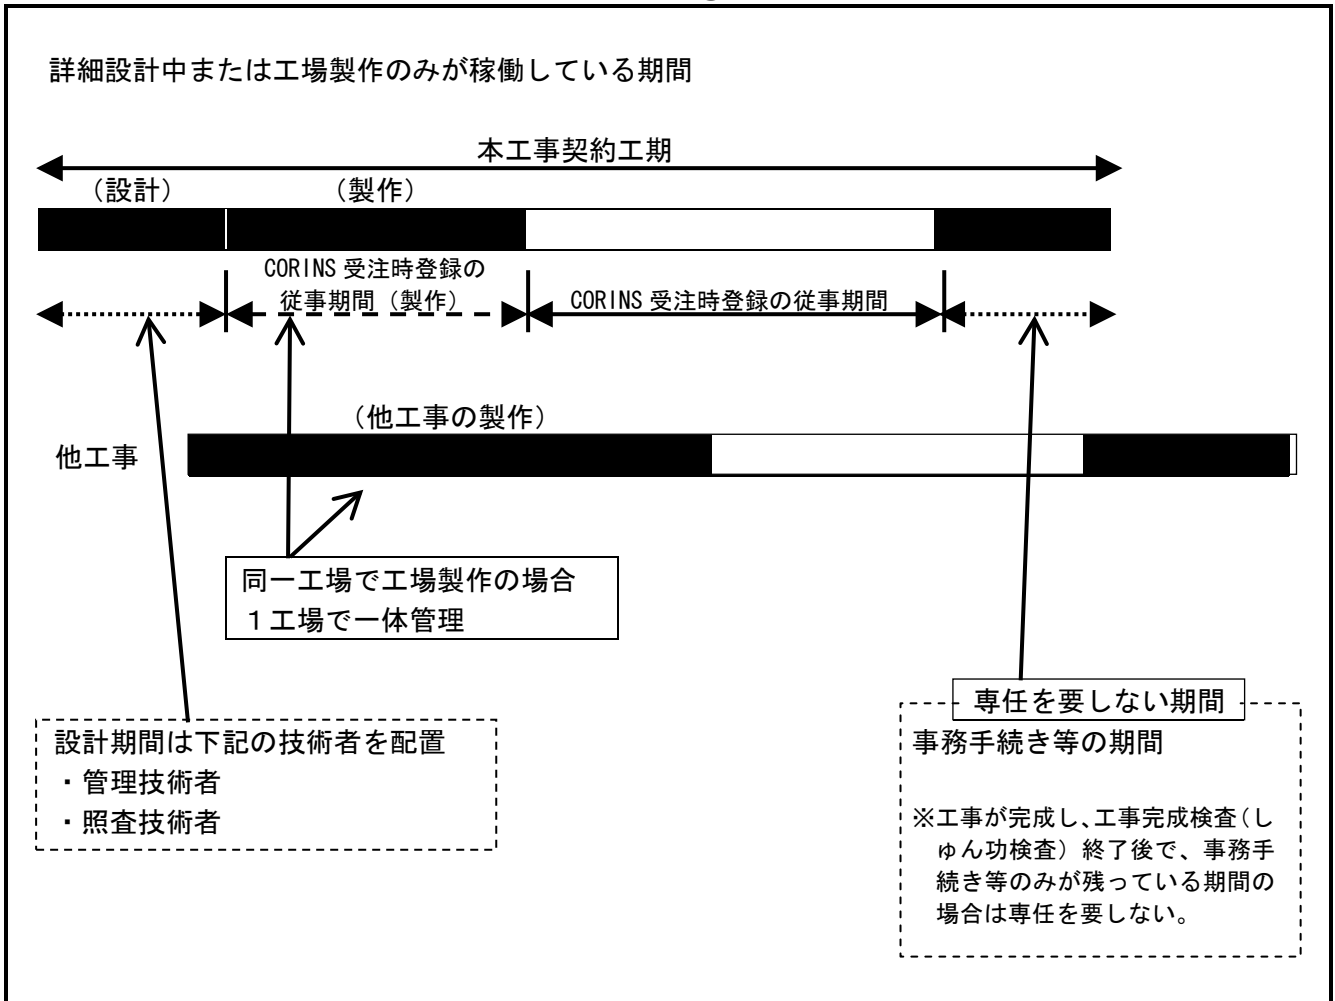 詳細設計中または工場製作のみが稼働している期間
本工事契約工期
（設計）
（製作）
CORINS 受注時登録の
従事期間（製作）
CORINS 受注時登録の従事期間
（他工事の製作）
他工事
同一工場で工場製作の場合
１工場で一体管理
専任を要しない期間
設計期間は下記の技術者を配置
・管理技術者
・照査技術者
事務手続き等の期間
※工事が完成し、工事完成検査（し
ゅん功検査）終了後で、事務手
続き等のみが残っている期間の
場合は専任を要しない。